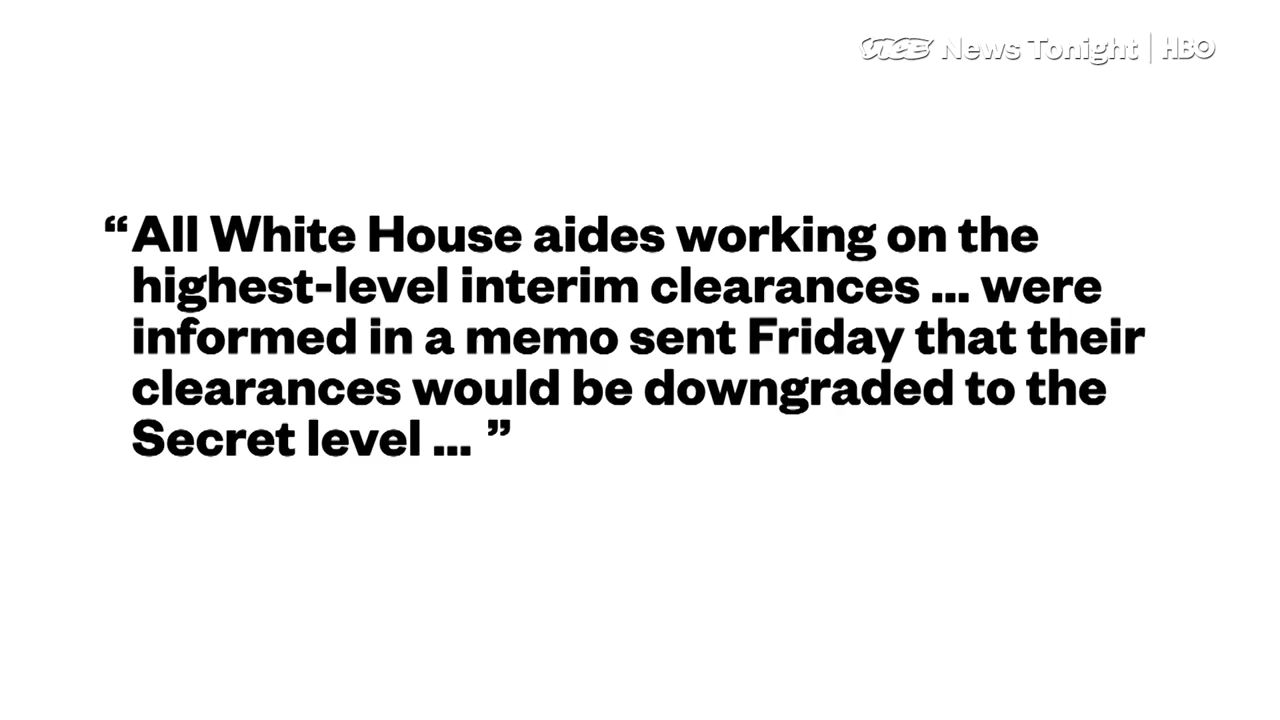 VICE News Tonight | HBO
“All White House aides working on the
highest-level interim clearances ... were
informed in a memo sent Friday that their
clearances would be downgraded to the
Secret level ... ”